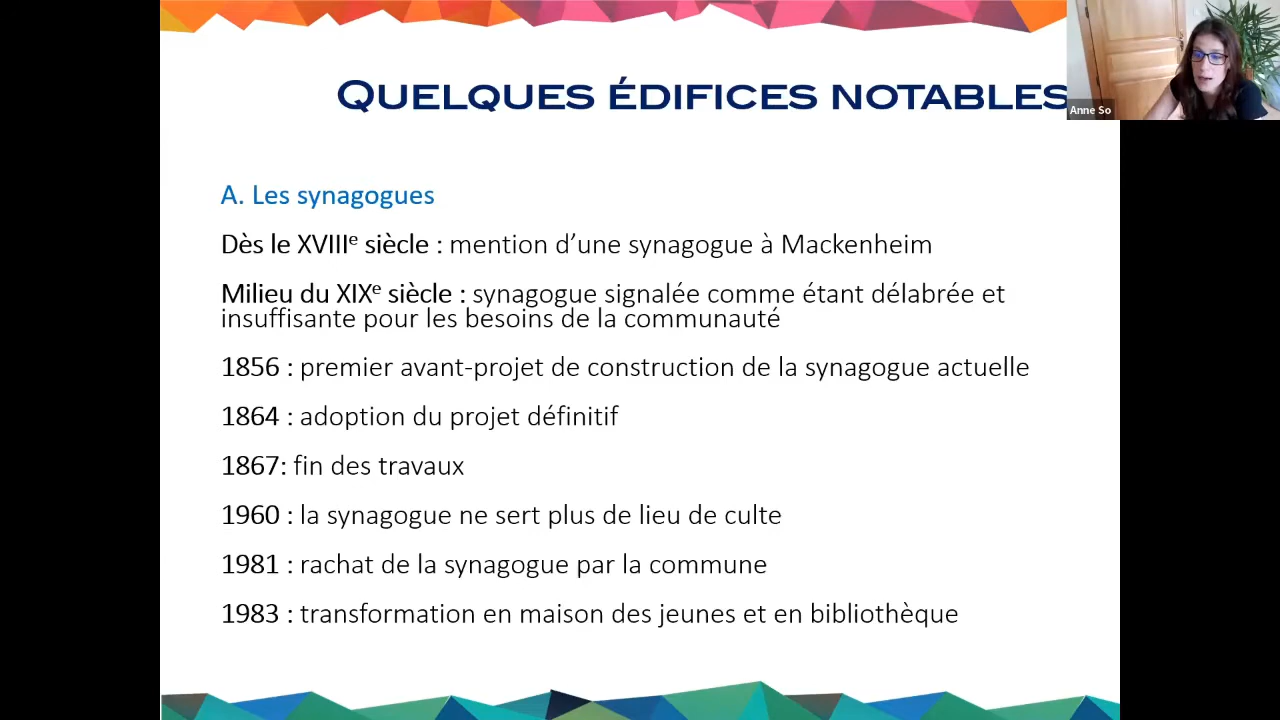 QUELQUES ÉDIFICES NOTABLES
Anne So
A. Les synagogues
Dès le XVIIIᵉ siècle : mention d’une synagogue à Mackenheim
Milieu du XIXᵉ siècle : synagogue signalée comme étant délabrée et
insuffisante pour les besoins de la communauté
1856 : premier avant-projet de construction de la synagogue actuelle
1864 : adoption du projet définitif
1867: fin des travaux
1960 : la synagogue ne sert plus de lieu de culte
1981 : rachat de la synagogue par la commune
1983 : transformation en maison des jeunes et en bibliothèque